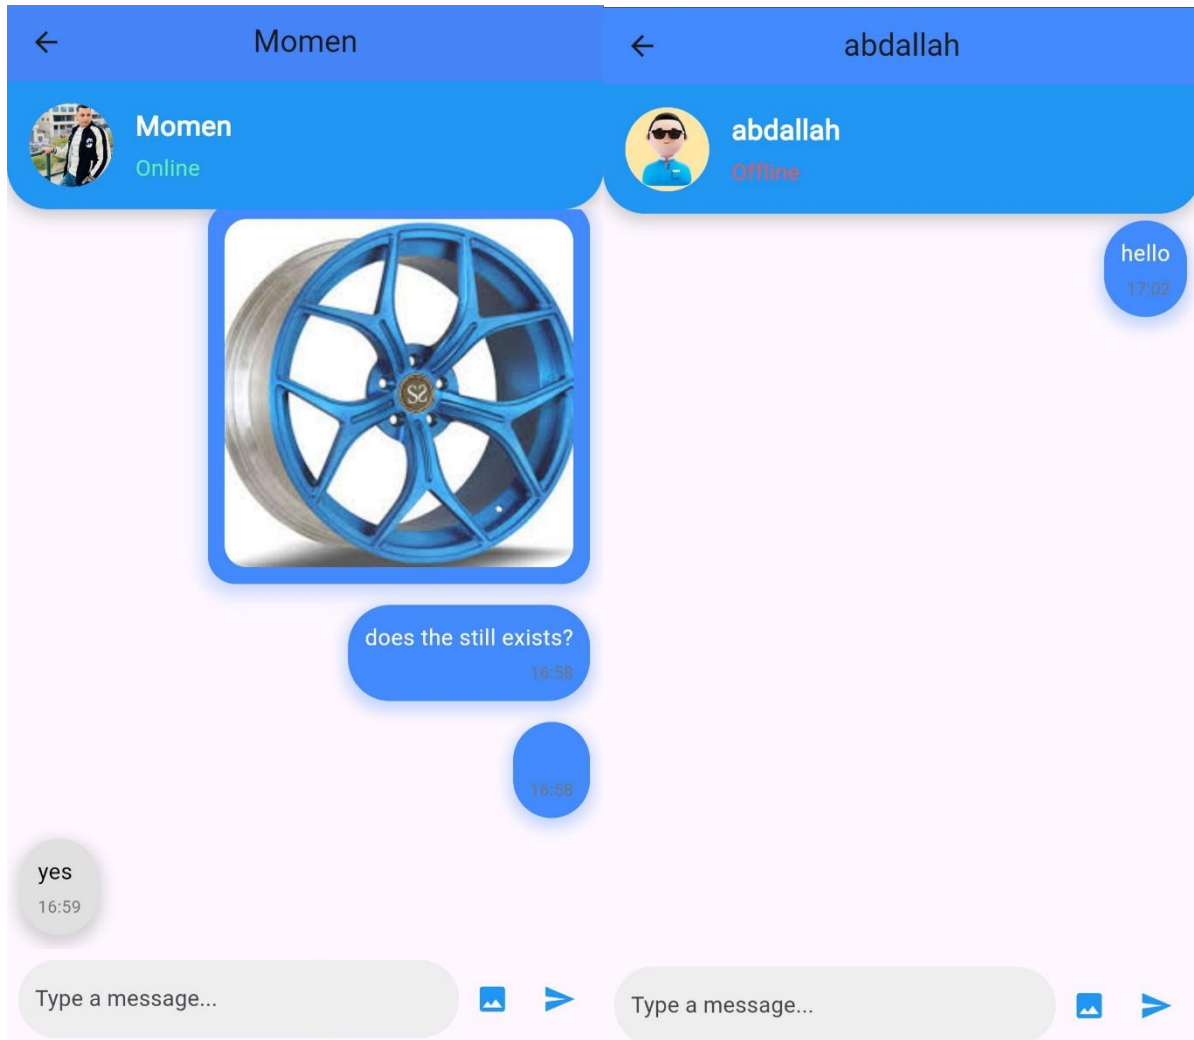 Momen
Momen
Online
does the still exists?
16:58
16:58
yes
16:59
Type a message...
abdallah
abdallah
Offline
hello
17:02
Type a message...